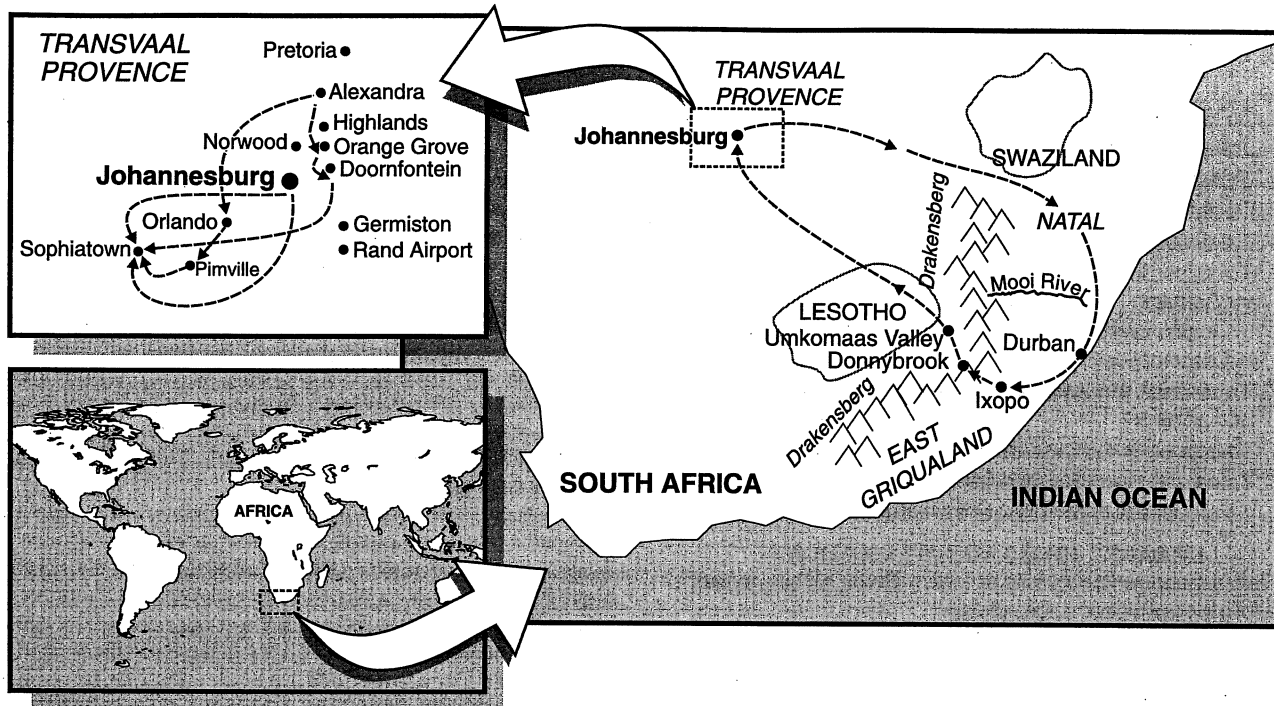 TRANSVAAL
PROVENCE
Pretoria
Alexandra
Highlands
Norwood
Orange Grove
Doornfontein
Johannesburg
Orlando
Germiston
Sophiatown
Rand Airport
Pimville
TRANSVAAL
PROVENCE
Johannesburg
SWAZILAND
Drakensberg
NATAL
Mooi River
LESOTHO
Umkomaas Valley
Durban
Donnybrook
Ixopo
Drakensberg
EAST
GRIQUALAND
SOUTH AFRICA
INDIAN OCEAN
AFRICA